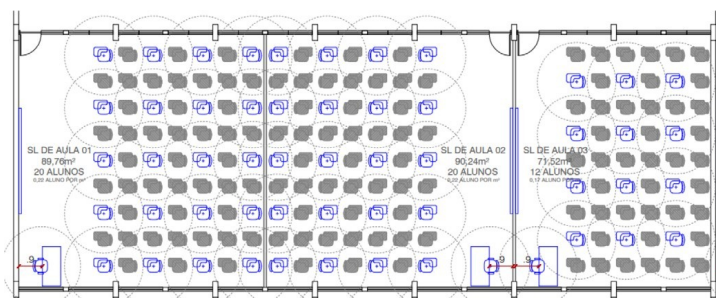 SL DE AULA 01
89,76m²
20 ALUNOS
0,22 ALUNO POR m²
SL DE AULA 02
90,24m²
20 ALUNOS
0,22 ALUNO POR m²
SL DE AULA 03
71,52m²
12 ALUNOS
0,17 ALUNO POR m²
.9
.9
.9